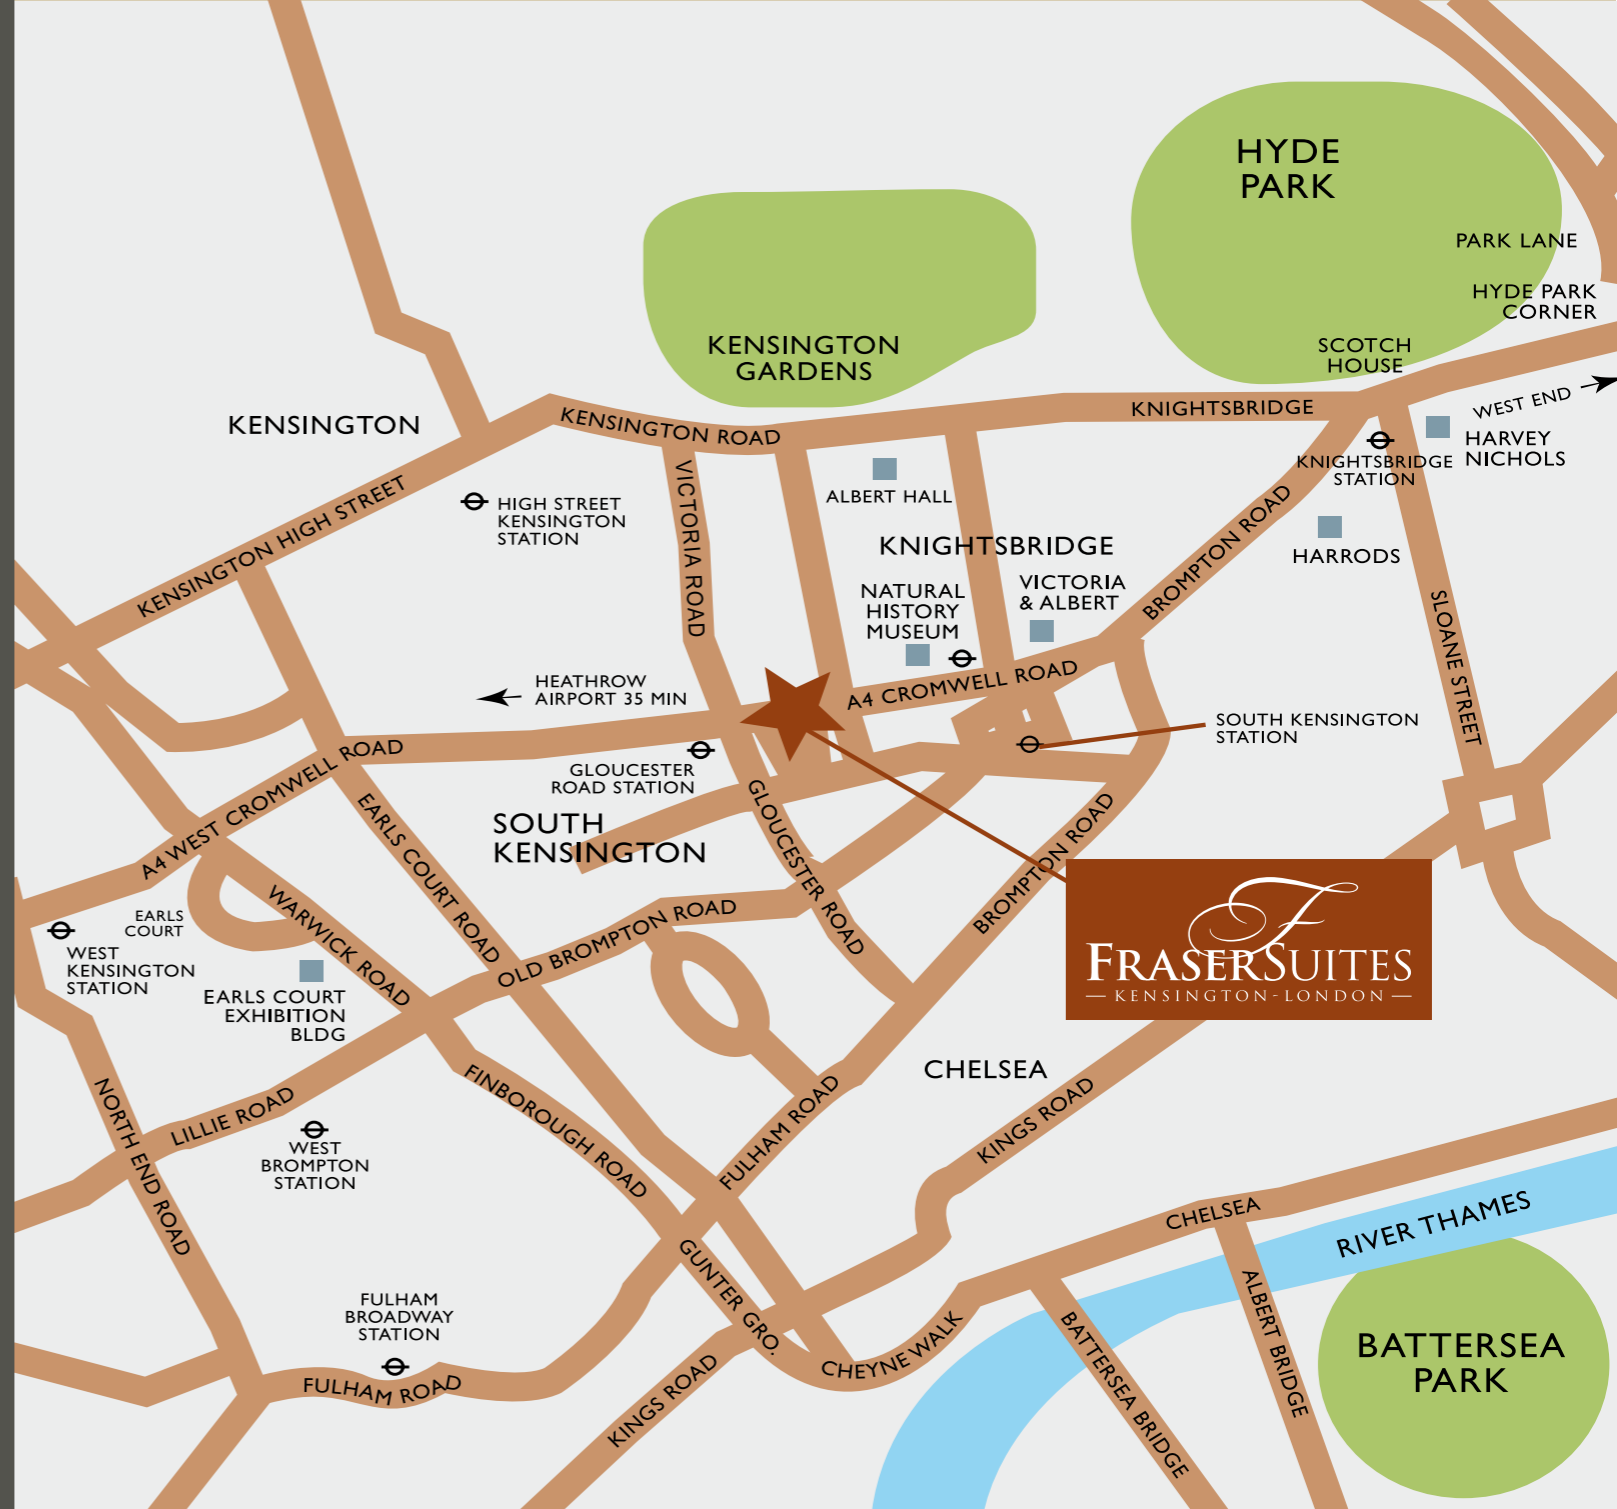 HYDE
PARK
PARK LANE
HYDE PARK
CORNER
SCOTCH
HOUSE
WEST END
KENSINGTON
GARDENS
KENSINGTON
KENSINGTON ROAD
KNIGHTSBRIDGE
HARVEY
NICHOLS
KNIGHTSBRIDGE
STATION
KENSINGTON HIGH STREET
HIGH STREET
KENSINGTON
STATION
VICTORIA ROAD
ALBERT HALL
KNIGHTSBRIDGE
BROMPTON ROAD
HARRODS
NATURAL
HISTORY
MUSEUM
VICTORIA
& ALBERT
SLOANE STREET
HEATHROW
AIRPORT 35 MIN
A4 CROMWELL ROAD
SOUTH KENSINGTON
STATION
A4 WEST CROMWELL ROAD
GLOUCESTER
ROAD STATION
SOUTH
KENSINGTON
EARLS COURT ROAD
GLOUCESTER ROAD
BROMPTON ROAD
F
FRASERSUITES
KENSINGTON-LONDON
EARLS
COURT
WARWICK ROAD
OLD BROMPTON ROAD
WEST
KENSINGTON
STATION
EARLS COURT
EXHIBITION
BLDG
CHELSEA
NORTH END ROAD
LILLIE ROAD
FINBOROUGH ROAD
FULHAM ROAD
KINGS ROAD
WEST
BROMPTON
STATION
CHELSEA
RIVER THAMES
GUNTER GRO.
ALBERT BRIDGE
FULHAM
BROADWAY
STATION
FULHAM ROAD
KINGS ROAD
CHEYNE WALK
BATTERSEA BRIDGE
BATTERSEA
PARK